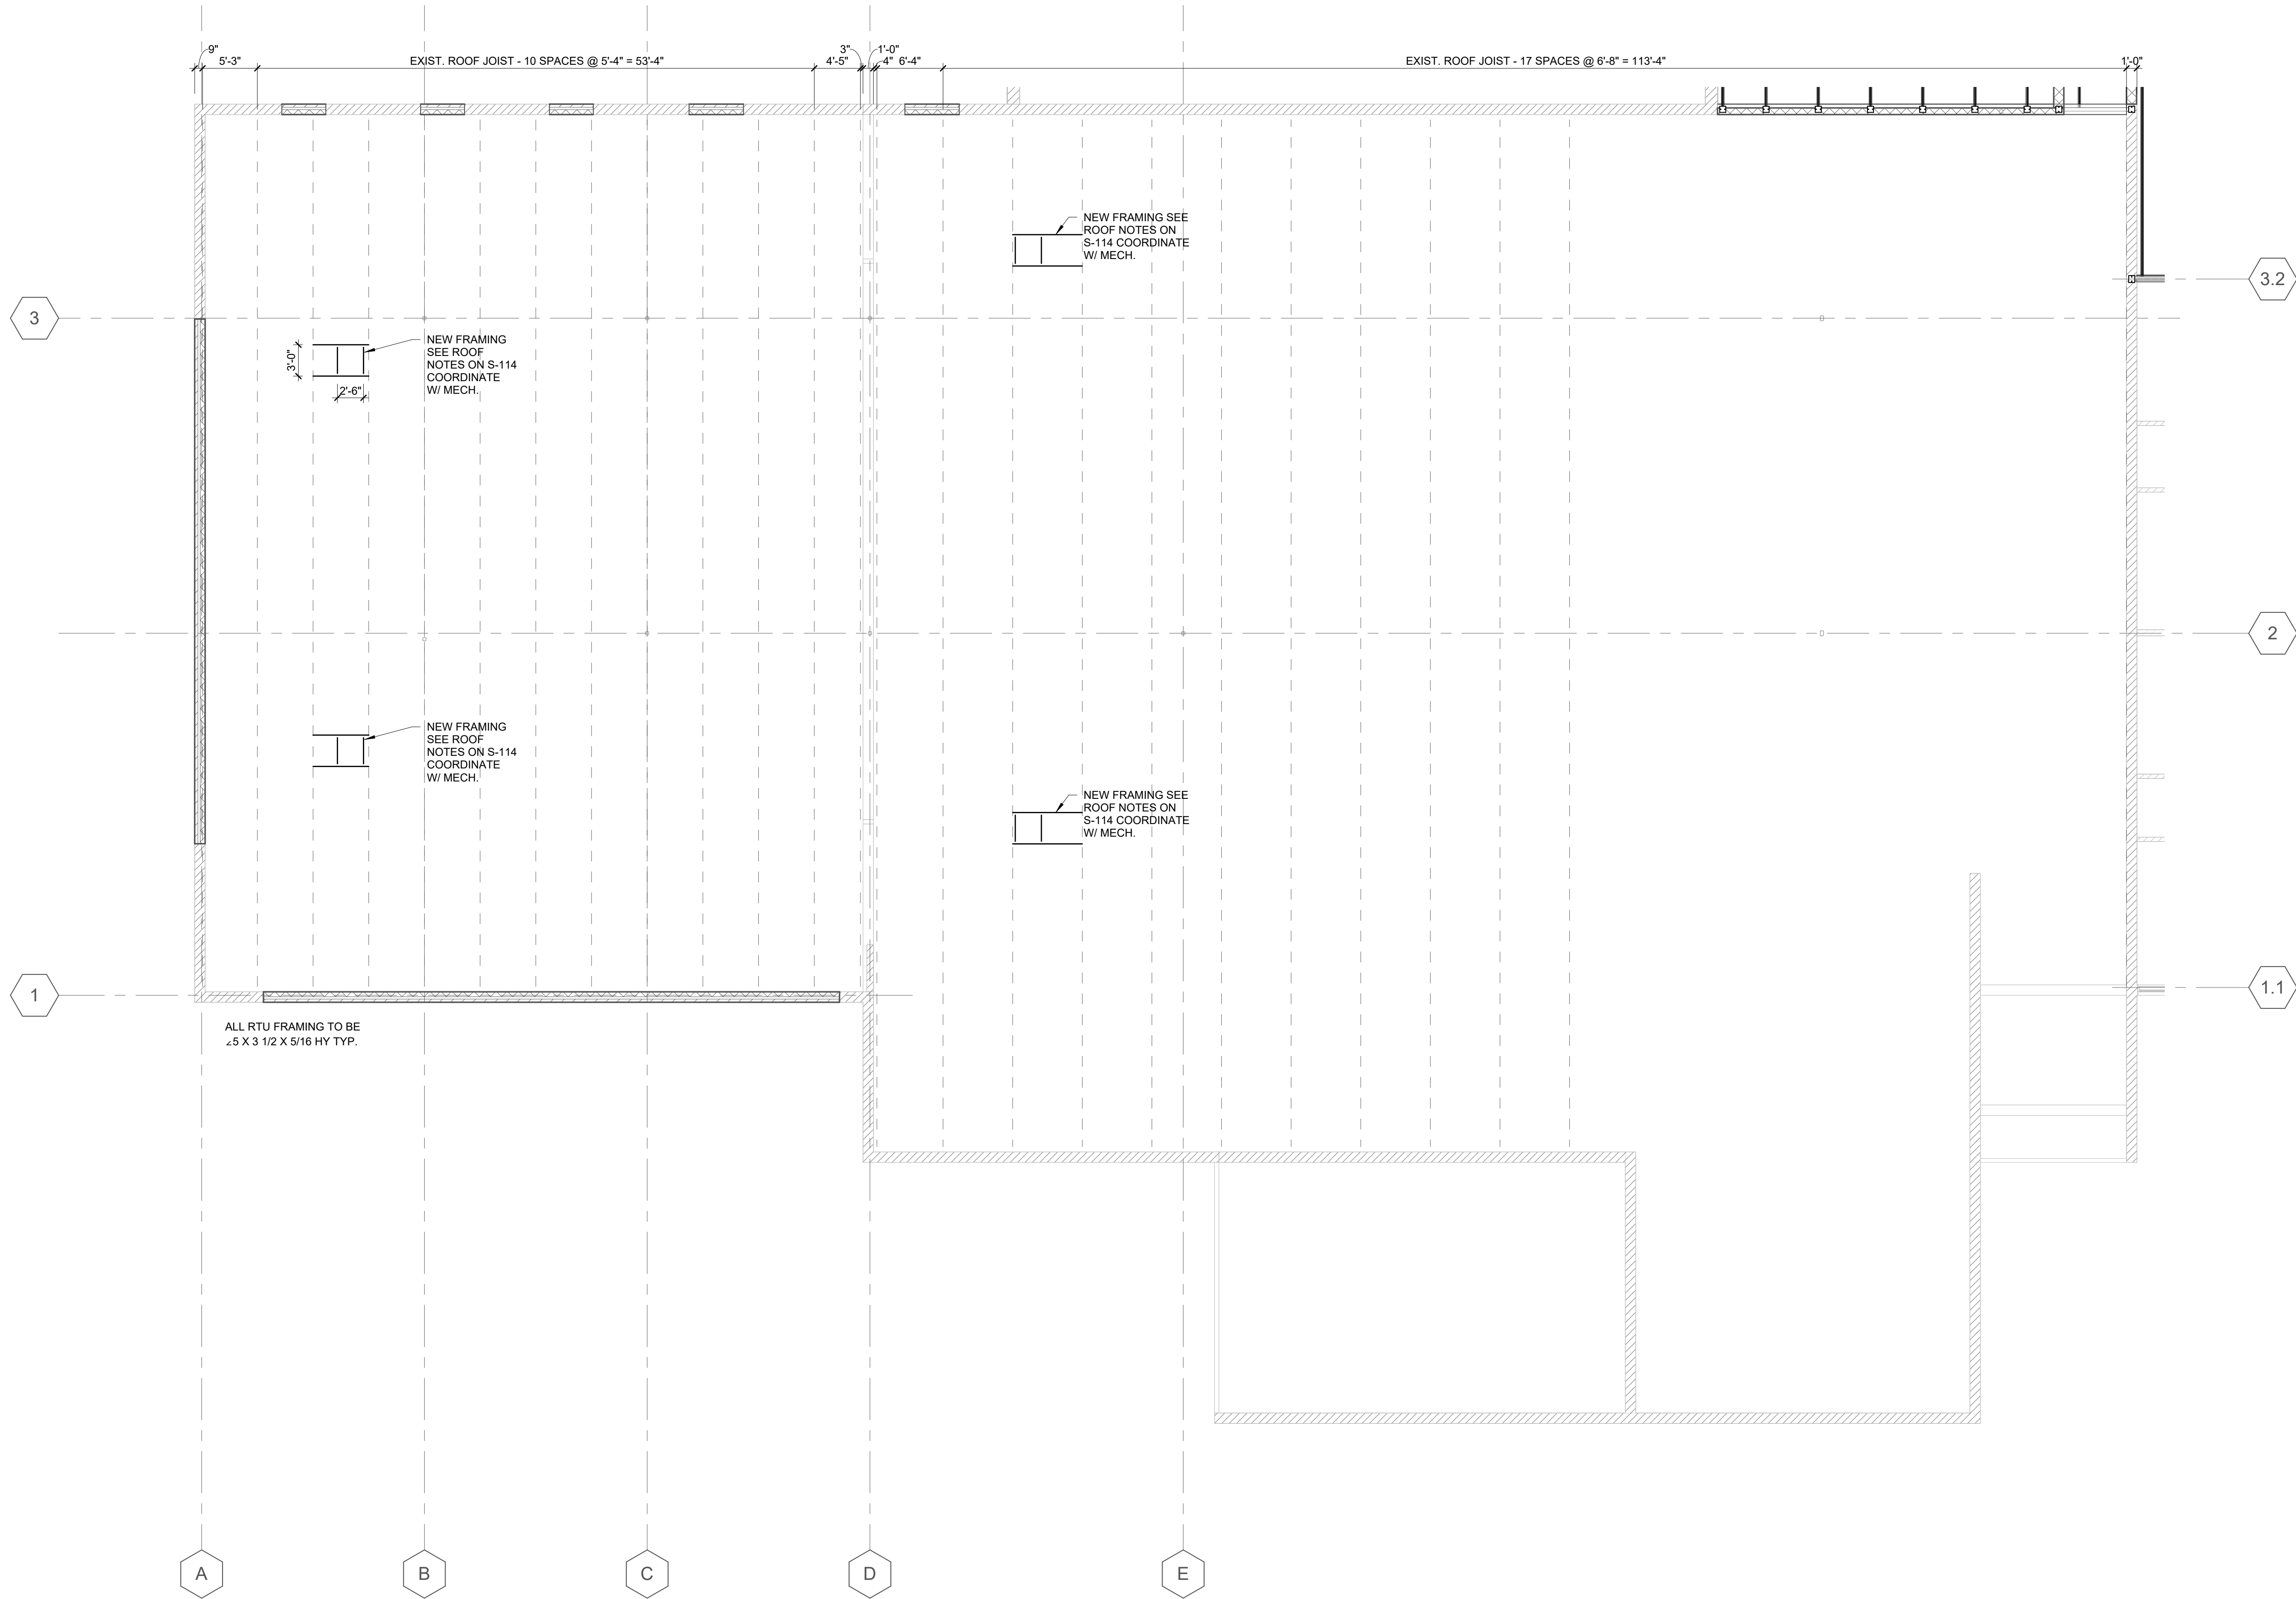 9"
5'-3"
EXIST. ROOF JOIST - 10 SPACES @ 5'-4" = 53'-4"
4'-5"
3"
1'-0"
4"
6'-4"
EXIST. ROOF JOIST - 17 SPACES @ 6'-8" = 113'-4"
1'-0"
NEW FRAMING SEE
ROOF NOTES ON
S-114 COORDINATE
W/ MECH.
3.2
3
3'-0"
2'-6"
NEW FRAMING
SEE ROOF
NOTES ON S-114
COORDINATE
W/ MECH.
2
NEW FRAMING
SEE ROOF
NOTES ON S-114
COORDINATE
W/ MECH.
NEW FRAMING SEE
ROOF NOTES ON
S-114 COORDINATE
W/ MECH.
1
1.1
ALL RTU FRAMING TO BE
∠5 X 3 1/2 X 5/16 HY TYP.
A
B
C
D
E